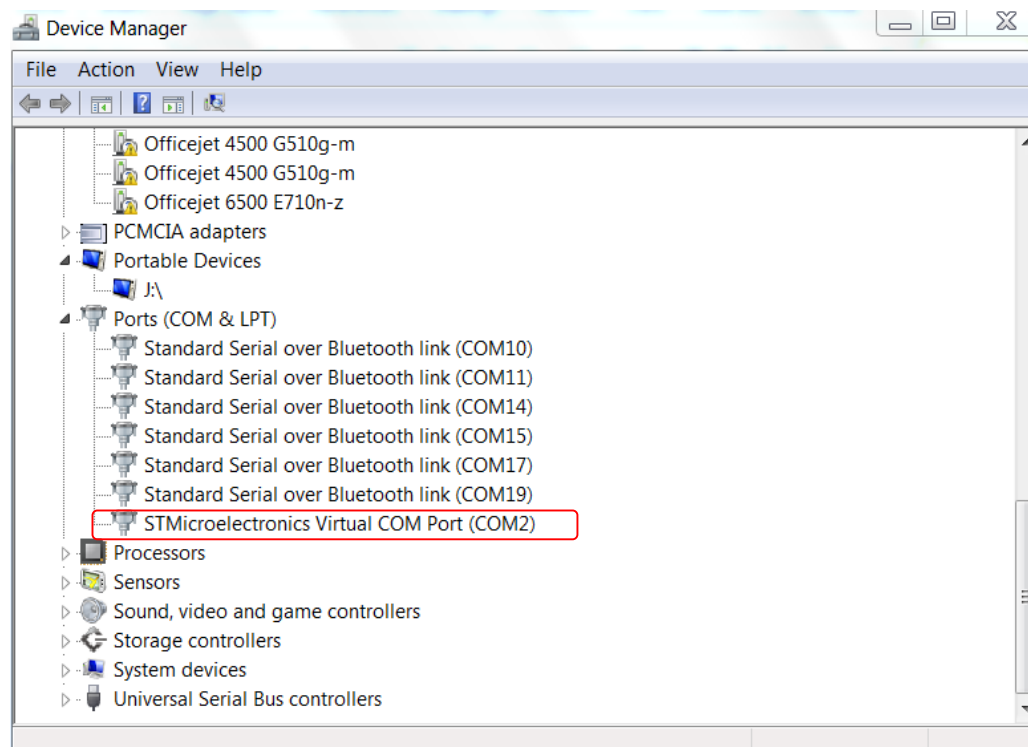 Device Manager
File Action View Help
Officejet 4500 G510g-m
Officejet 4500 G510g-m
Officejet 6500 E710n-z
PCMCIA adapters
Portable Devices
J:\
Ports (COM & LPT)
Standard Serial over Bluetooth link (COM10)
Standard Serial over Bluetooth link (COM11)
Standard Serial over Bluetooth link (COM14)
Standard Serial over Bluetooth link (COM15)
Standard Serial over Bluetooth link (COM17)
Standard Serial over Bluetooth link (COM19)
STMicroelectronics Virtual COM Port (COM2)
Processors
Sensors
Sound, video and game controllers
Storage controllers
System devices
Universal Serial Bus controllers